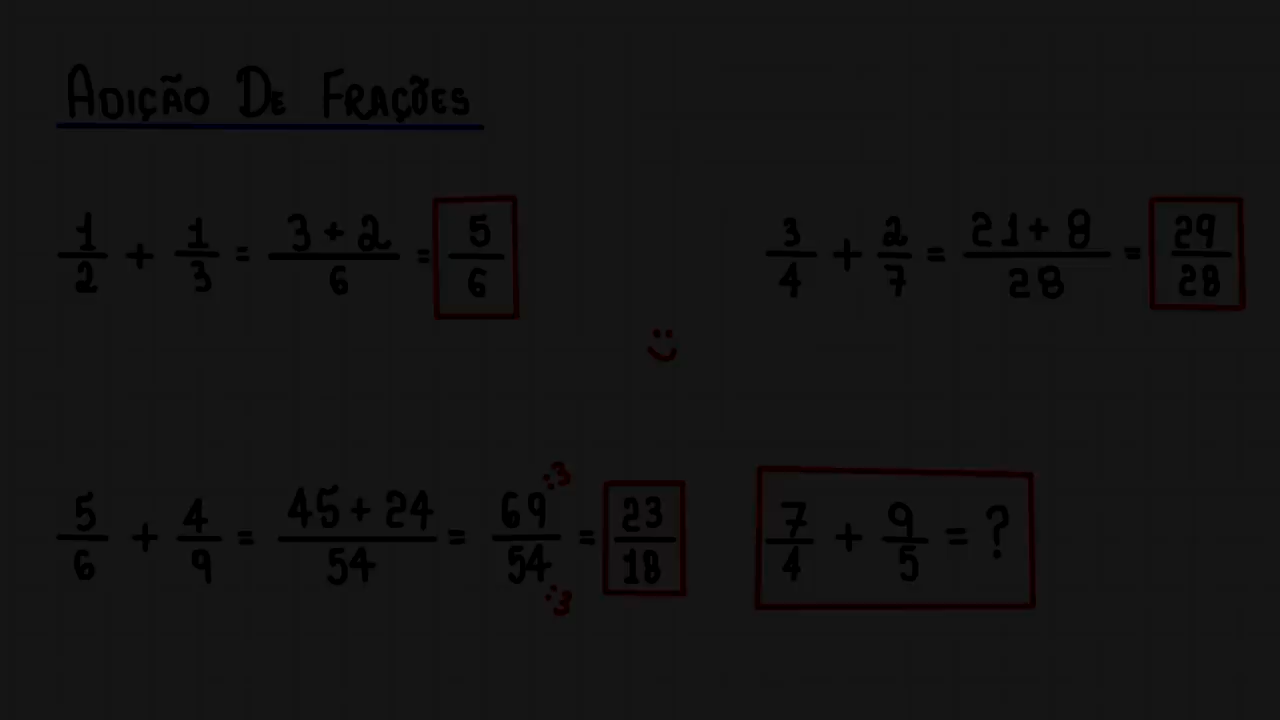 Adição De Frações
1/2 + 1/3 = 3 + 2/6 = 5/6
3/4 + 2/7 = 21 + 8/28 = 29/28
5/6 + 4/9 = 45 + 24/54 = 69 :3/54 :3 = 23/18
7/4 + 9/5 = ?